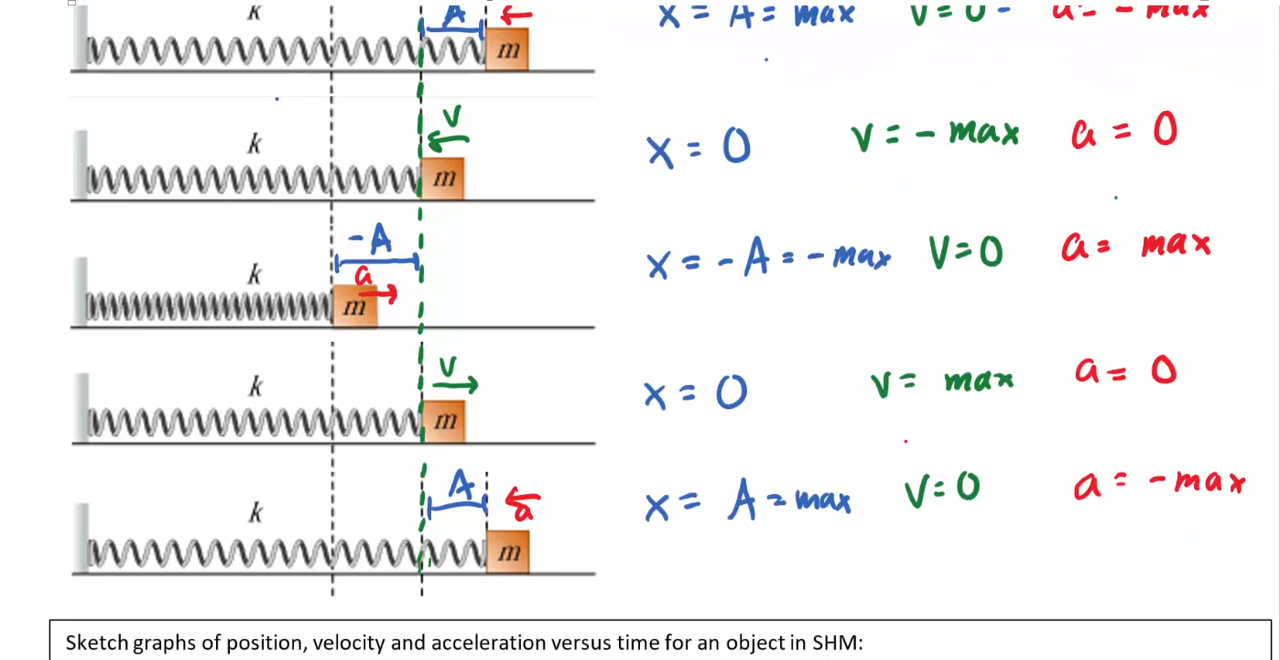 k A
m x = A = max v = 0 a = - max
v
k x = 0 v = - max a = 0
m
- A
k a x = - A = - max V = 0 a = max
m
v
k x = 0 v = max a = 0
m
A
k a x = A = max V = 0 a = - max
m
Sketch graphs of position, velocity and acceleration versus time for an object in SHM: